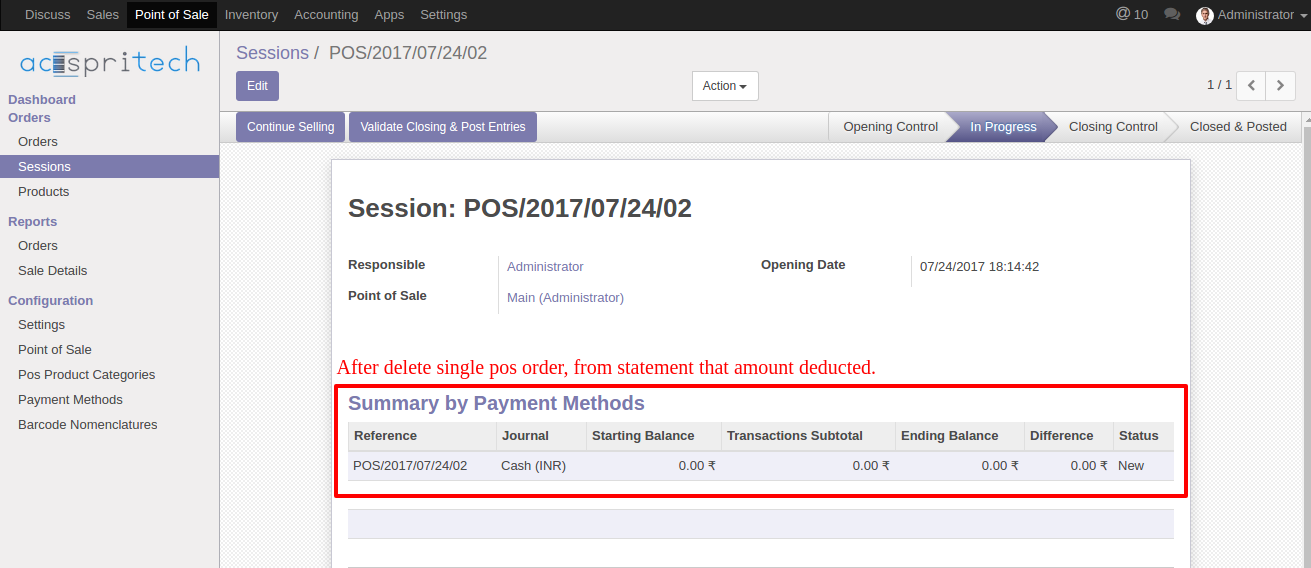 Discuss Sales Point of Sale Inventory Accounting Apps Settings @ 10 Administrator
acespritech
Sessions / POS/2017/07/24/02
Edit Action 1 / 1
Dashboard
Orders
Orders
Sessions
Products
Reports
Orders
Sale Details
Configuration
Settings
Point of Sale
Pos Product Categories
Payment Methods
Barcode Nomenclatures
Continue Selling Validate Closing & Post Entries Opening Control In Progress Closing Control Closed & Posted
Session: POS/2017/07/24/02
Responsible Administrator Opening Date 07/24/2017 18:14:42
Point of Sale Main (Administrator)
After delete single pos order, from statement that amount deducted.
Summary by Payment Methods
Reference Journal Starting Balance Transactions Subtotal Ending Balance Difference Status
POS/2017/07/24/02 Cash (INR) 0.00 ₹ 0.00 ₹ 0.00 ₹ 0.00 ₹ New